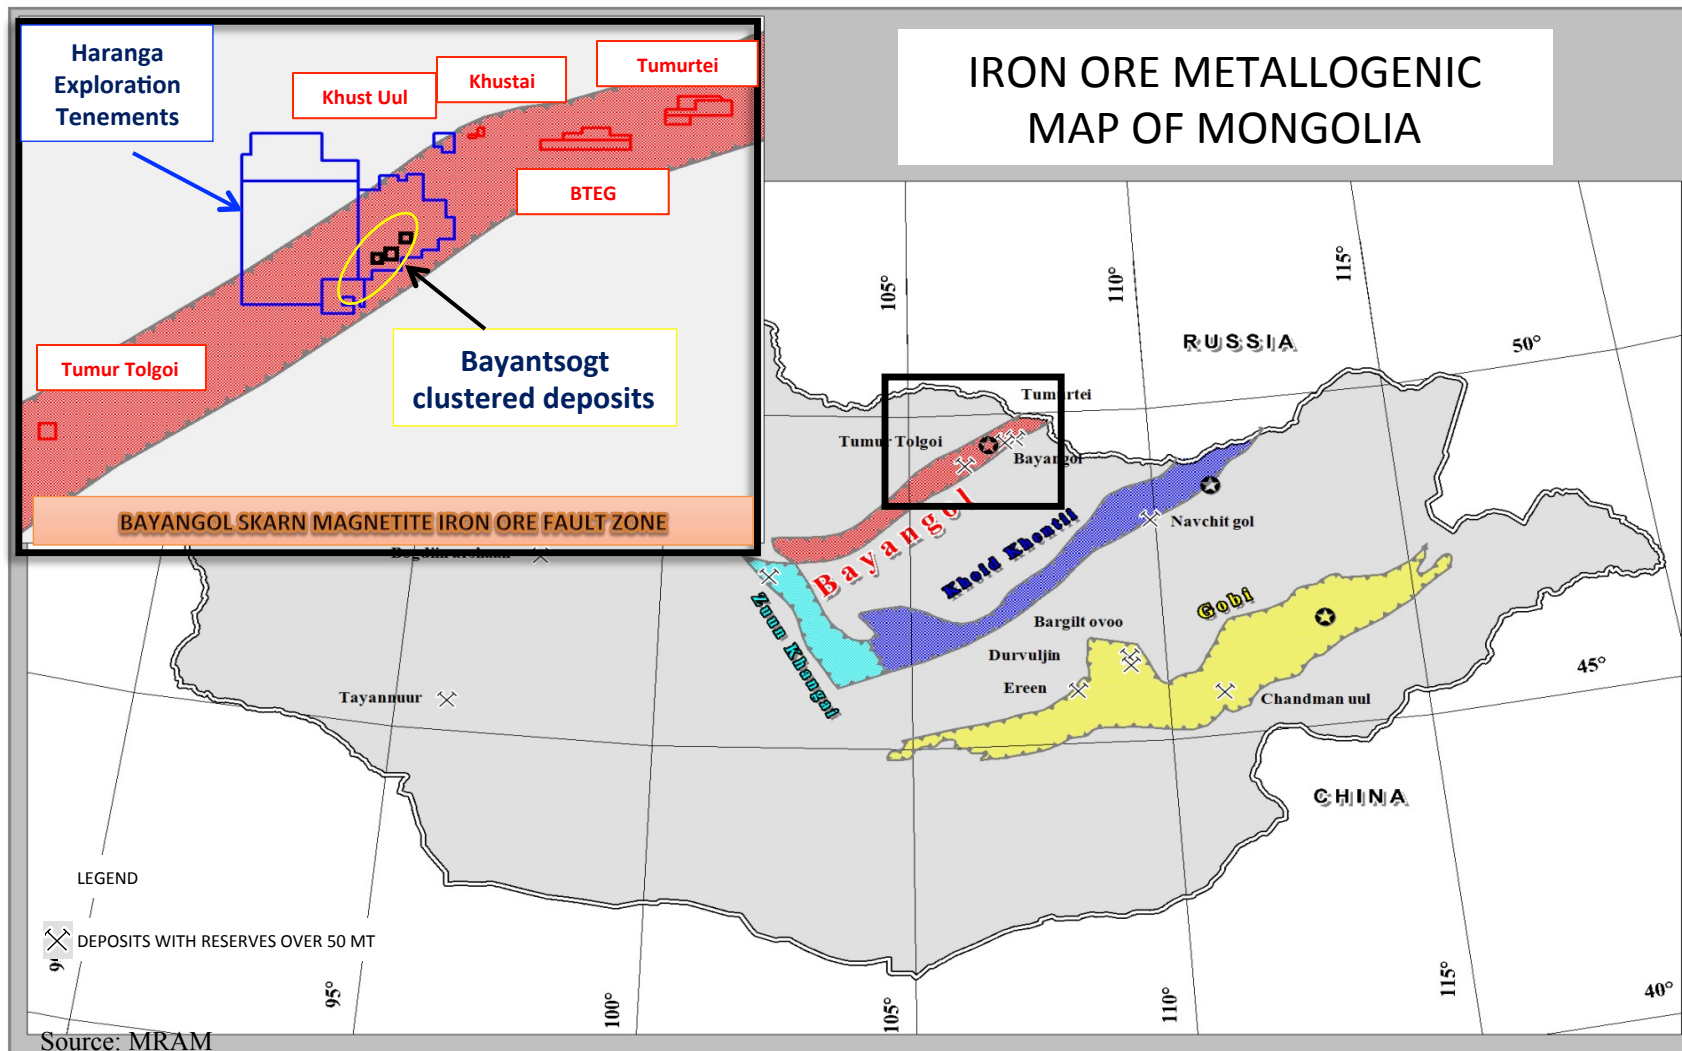 IRON ORE METALLOGENIC
MAP OF MONGOLIA
Haranga
Exploration
Tenements
Khust Uul
Khustai
Tumurtei
BTEG
Tumur Tolgoi
Bayantsogt
clustered deposits
BAYANGOL SKARN MAGNETITE IRON ORE FAULT ZONE
105°
110°
115°
RUSSIA
50°
Tumurtei
Tumur Tolgoi
Bayangol
Bayangol
Khoid Khentii
Navchit gol
Zuun Khangai
Gobi
Bargilt ovoo
Durvuljin
Ereen
Chandman uul
45°
Tayannuur
CHINA
LEGEND
DEPOSITS WITH RESERVES OVER 50 MT
95°
100°
105°
110°
115°
40°
Source: MRAM